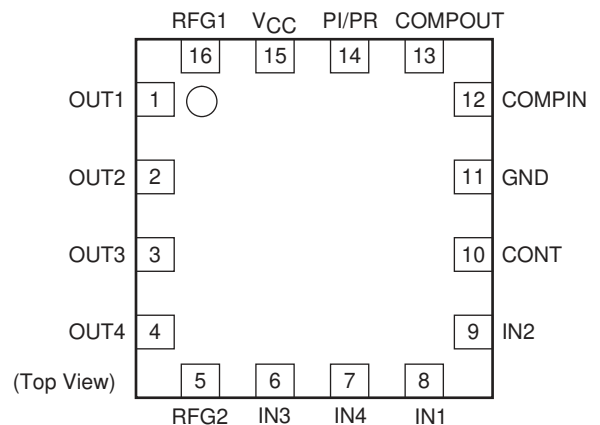 RFG1 VCC PI/PR COMPOUT
16 15 14 13
OUT1 1 12 COMPIN
OUT2 2 11 GND
OUT3 3 10 CONT
OUT4 4 9 IN2
(Top View) 5 6 7 8
RFG2 IN3 IN4 IN1